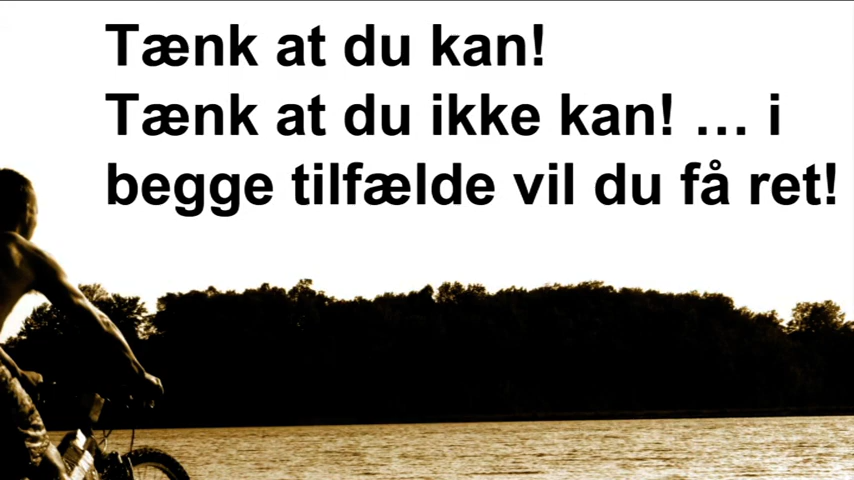 Tænk at du kan!
Tænk at du ikke kan! … i
begge tilfælde vil du få ret!